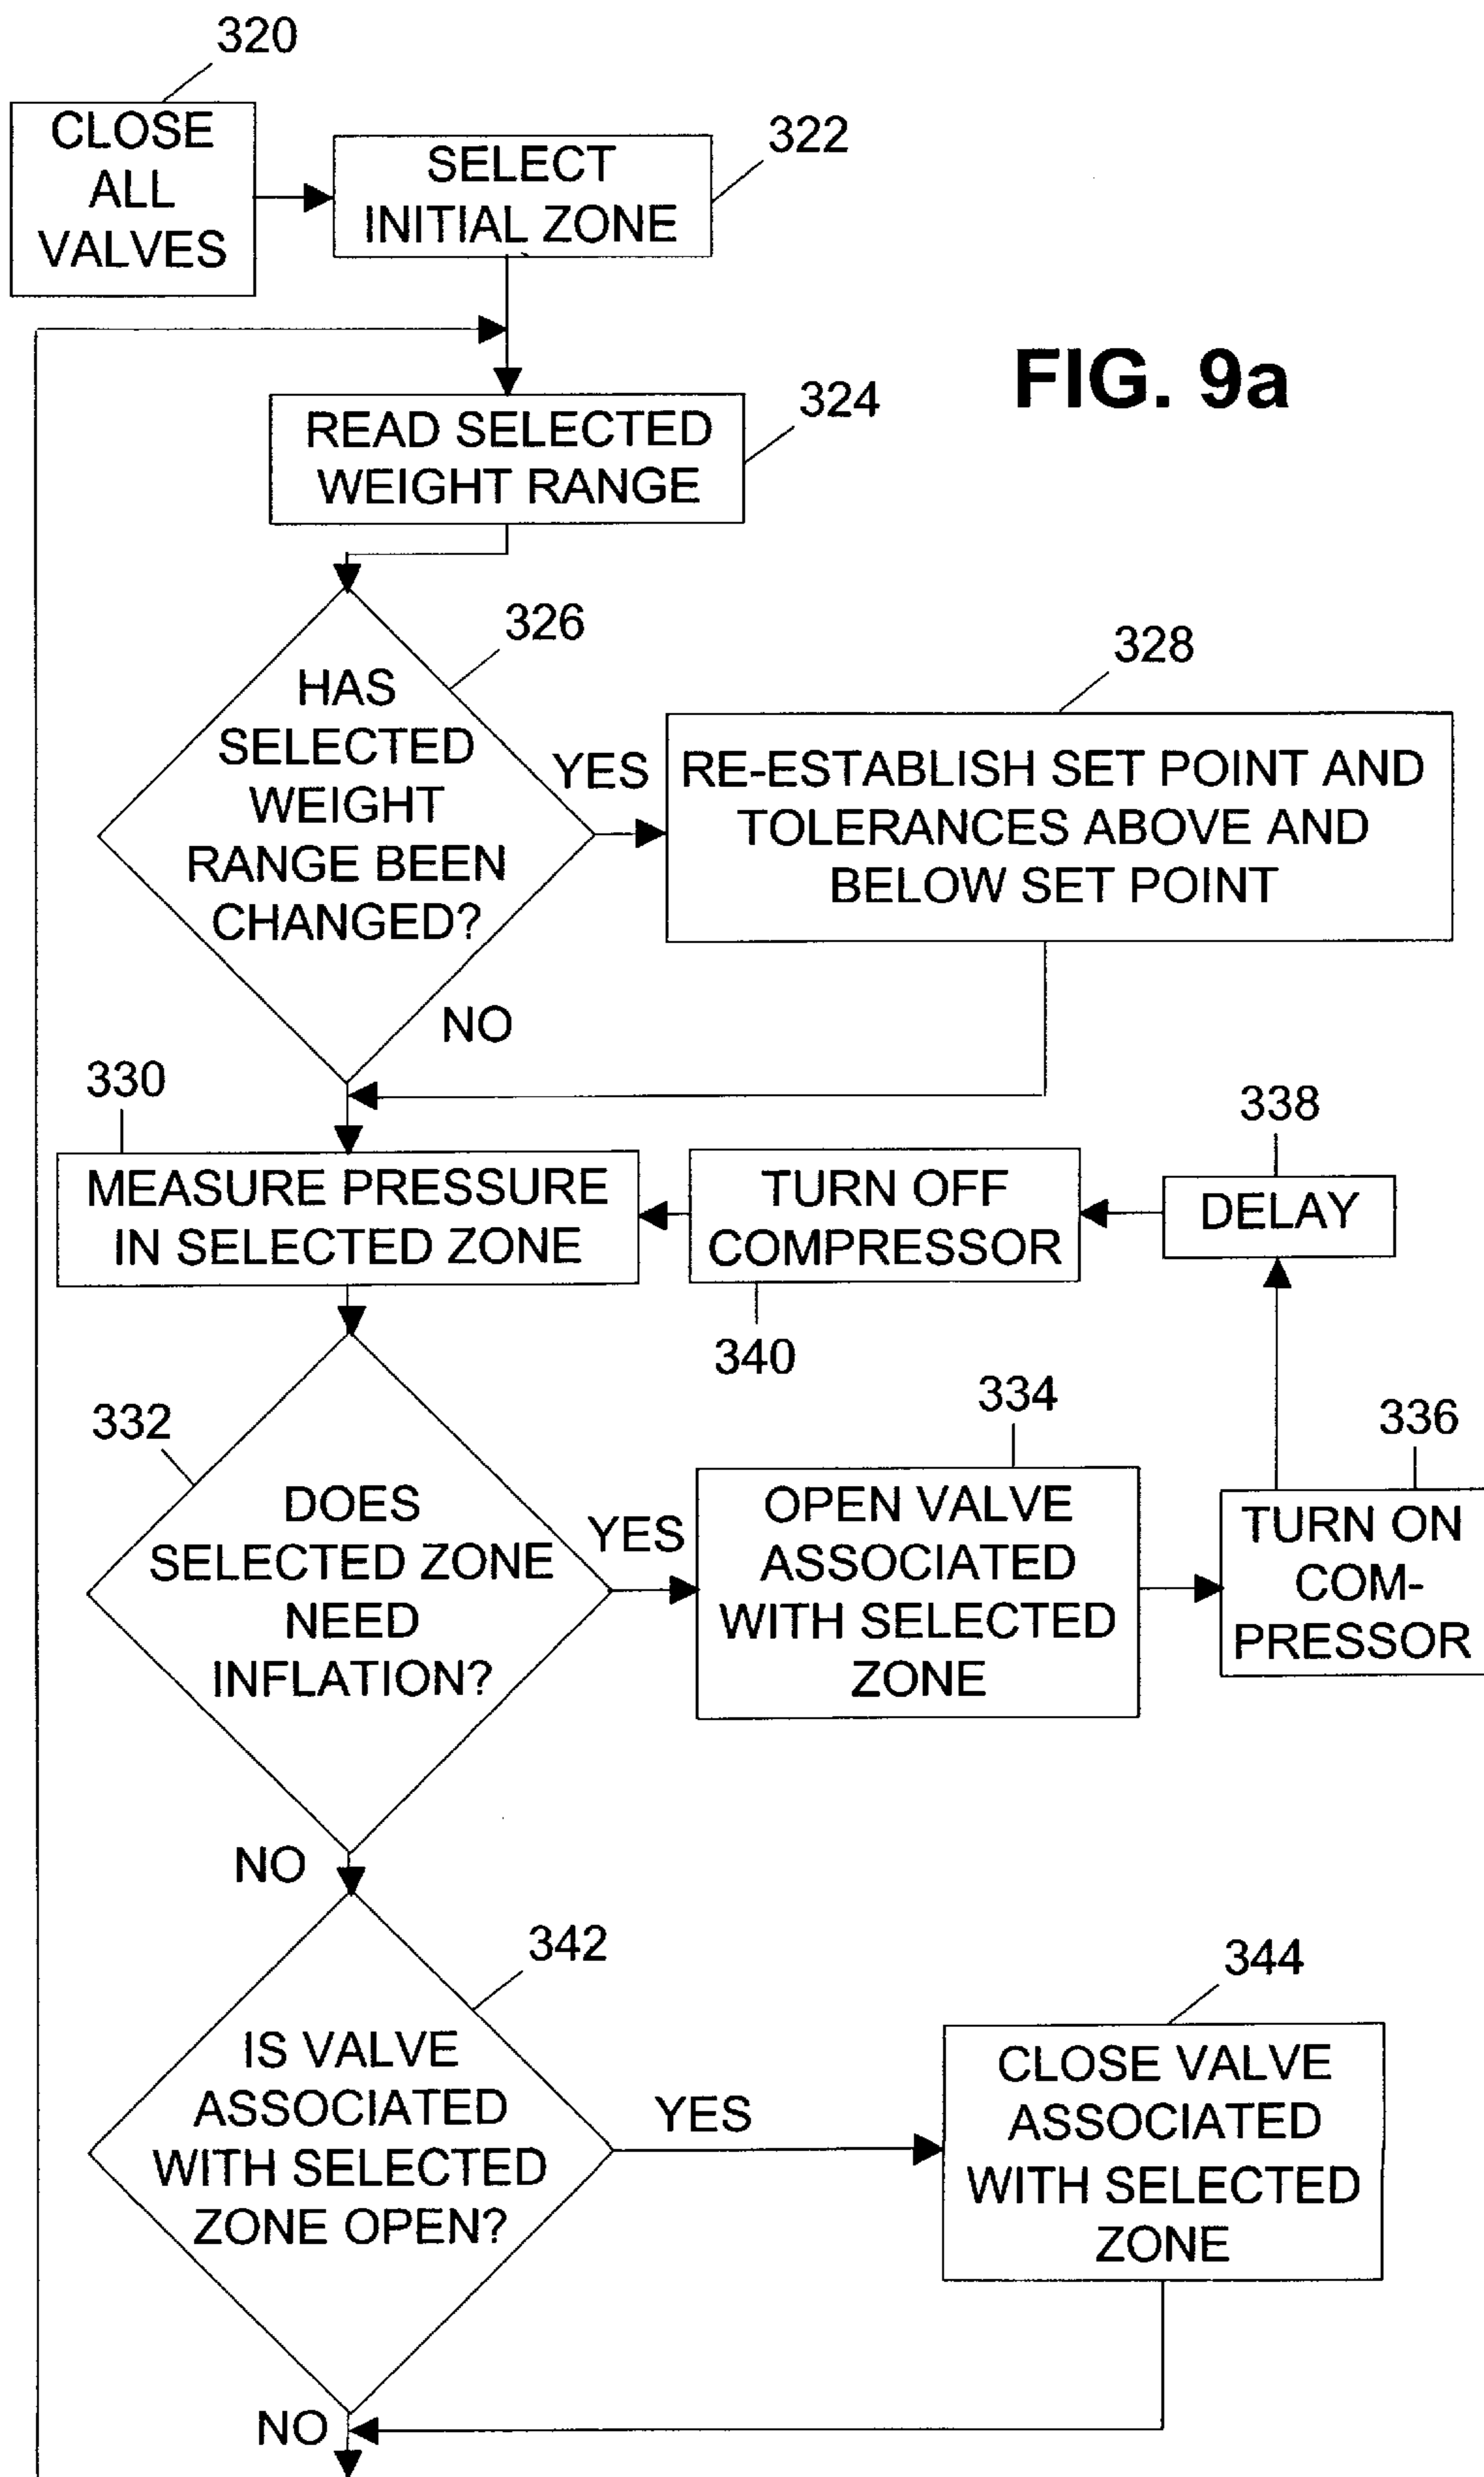 320
CLOSE
ALL
VALVES
322
SELECT
INITIAL ZONE
FIG. 9a
324
READ SELECTED
WEIGHT RANGE
326
HAS
SELECTED
WEIGHT
RANGE BEEN
CHANGED?
YES
NO
328
RE-ESTABLISH SET POINT AND
TOLERANCES ABOVE AND
BELOW SET POINT
330
MEASURE PRESSURE
IN SELECTED ZONE
340
TURN OFF
COMPRESSOR
338
DELAY
332
DOES
SELECTED ZONE
NEED
INFLATION?
YES
NO
334
OPEN VALVE
ASSOCIATED
WITH SELECTED
ZONE
336
TURN ON
COM-
PRESSOR
342
IS VALVE
ASSOCIATED
WITH SELECTED
ZONE OPEN?
YES
NO
344
CLOSE VALVE
ASSOCIATED
WITH SELECTED
ZONE